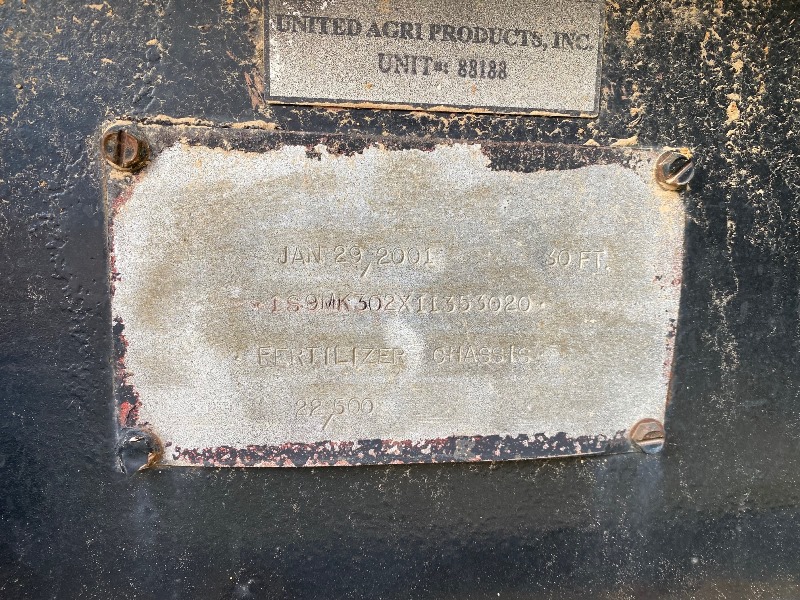 UNITED AGRI PRODUCTS, INC.
UNIT#: 88188
JAN 29/2001 30 FT.
*1S9MK302X11353020*
FERTILIZER CHASSIS
22,500